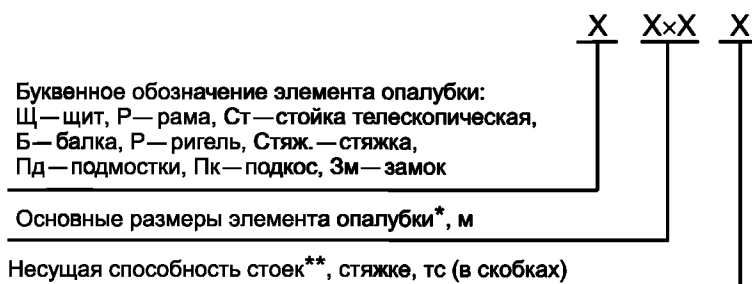 X X×X X
Буквенное обозначение элемента опалубки:
Щ—щит, Р—рама, Ст—стойка телескопическая,
Б—балка, Р—ригель, Стяж.—стяжка,
Пд—подмостки, Пк—подкос, Зм—замок
Основные размеры элемента опалубки*, м
Несущая способность стоек**, стяжке, тс (в скобках)